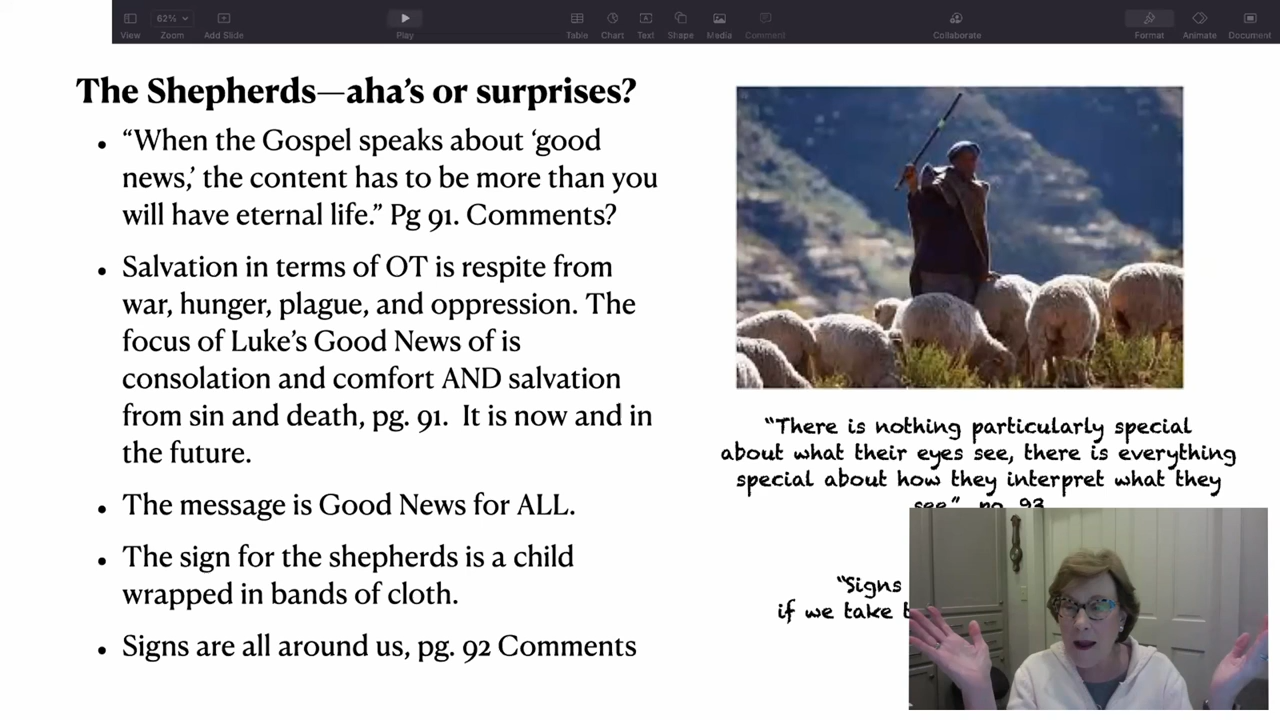 62%
View
Zoom
Add Slide
Play
Table
Chart
Text
Shape
Media
Comment
Collaborate
Format
Animate
Document
The Shepherds—aha’s or surprises?
• “When the Gospel speaks about ‘good
news,’ the content has to be more than you
will have eternal life.” Pg 91. Comments?
• Salvation in terms of OT is respite from
war, hunger, plague, and oppression. The
focus of Luke’s Good News of is
consolation and comfort AND salvation
from sin and death, pg. 91. It is now and in
the future.
• The message is Good News for ALL.
• The sign for the shepherds is a child
wrapped in bands of cloth.
• Signs are all around us, pg. 92 Comments
“There is nothing particularly special
about what their eyes see, there is everything
special about how they interpret what they
see” pg. 93
“Signs
if we take